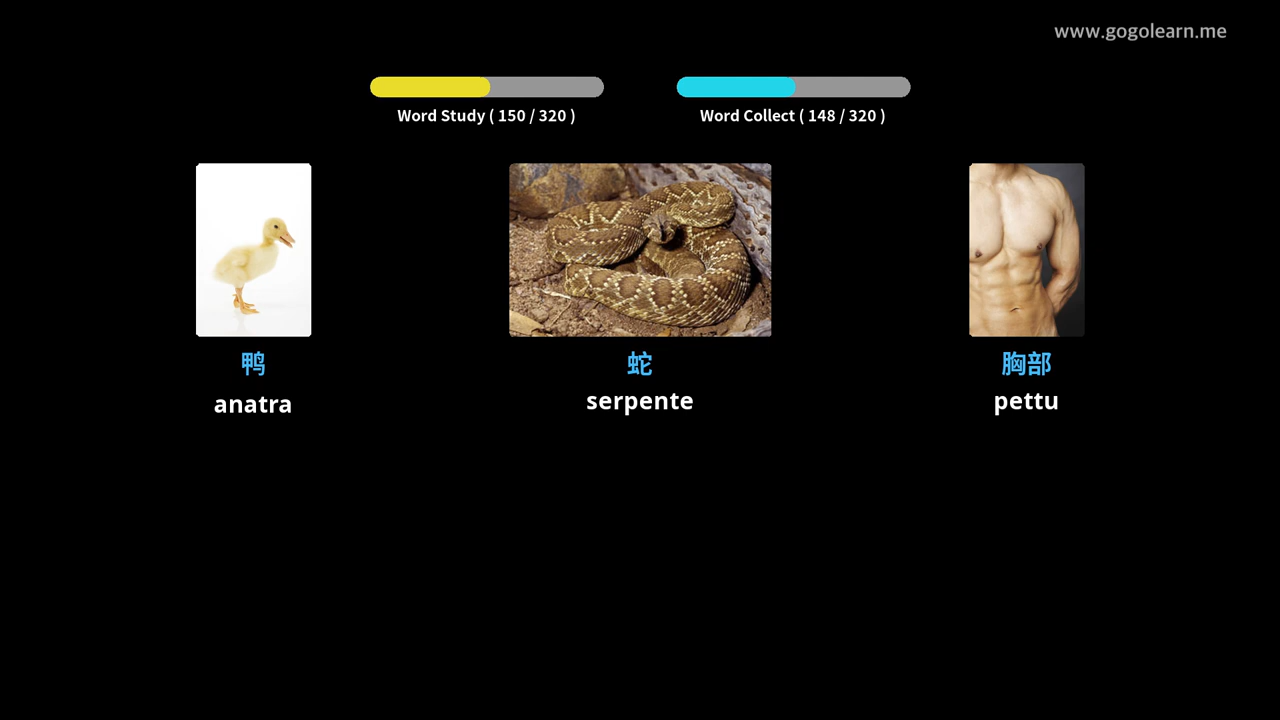 www.gogolearn.me
Word Study ( 150 / 320 )
Word Collect ( 148 / 320 )
鸭
anatra
蛇
serpente
胸部
pettu